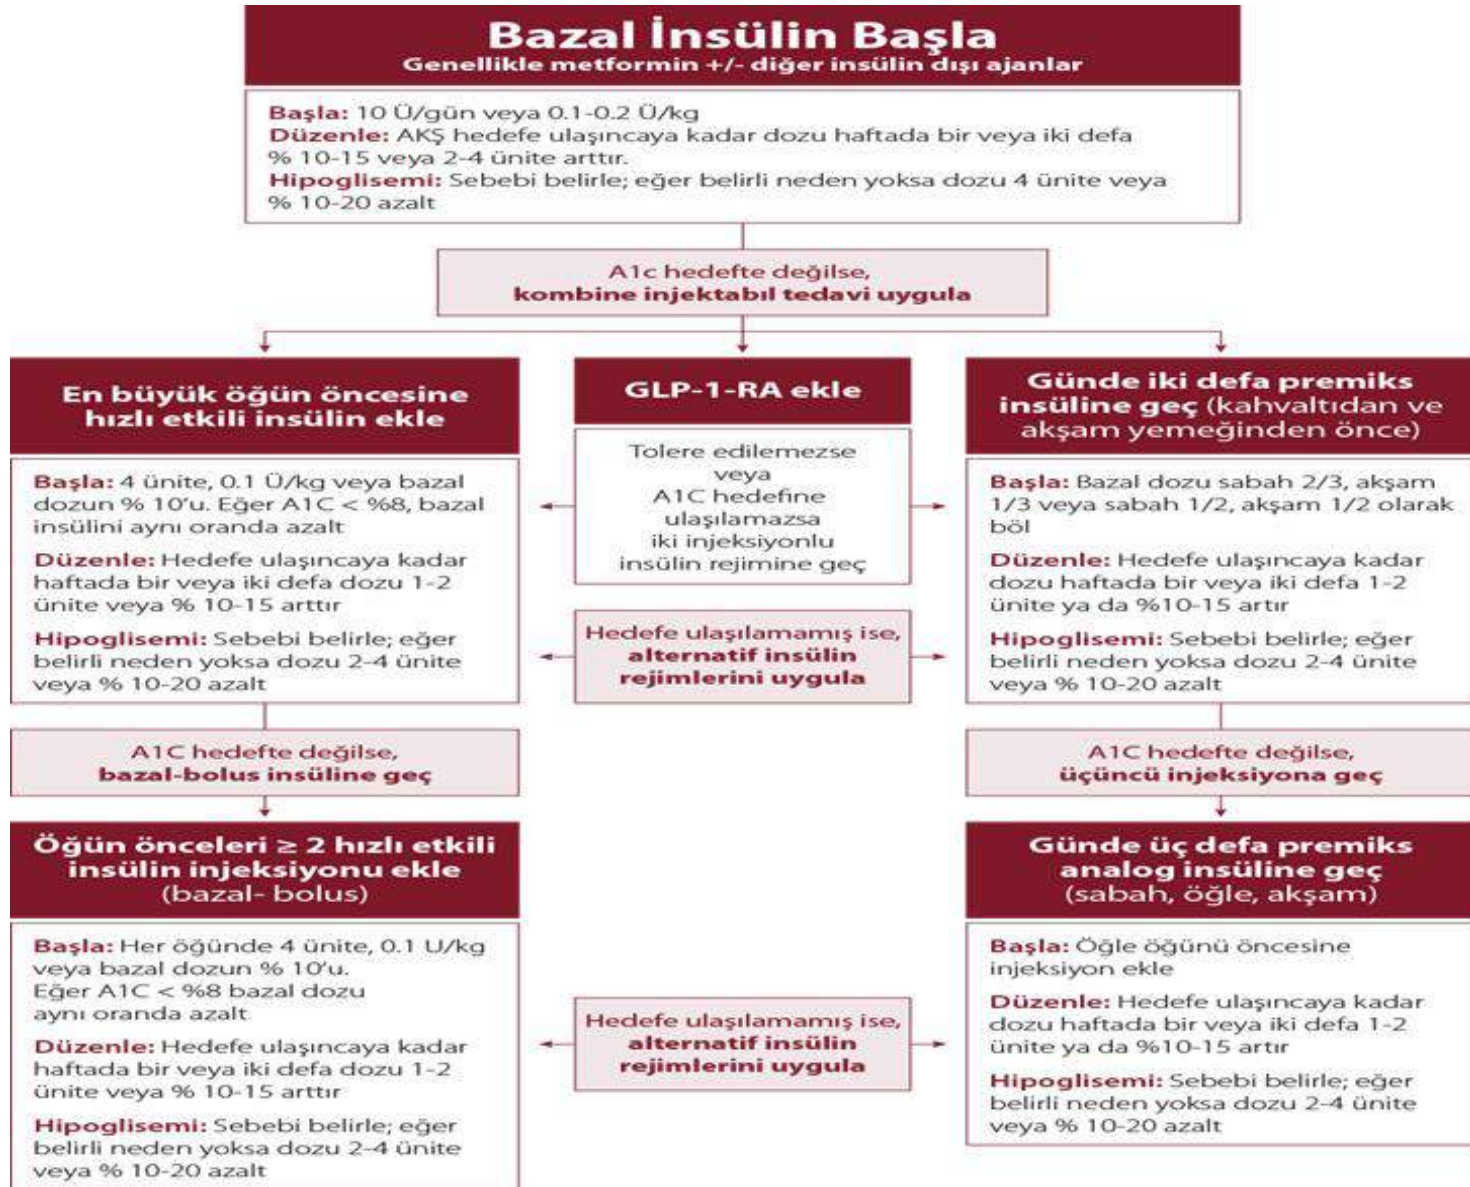 Bazal İnsülin Başla
Genellikle metformin +/- diğer insülin dışı ajanlar
Başla: 10 Ü/gün veya 0.1-0.2 Ü/kg
Düzenle: AKŞ hedefe ulaşıncaya kadar dozu haftada bir veya iki defa
% 10-15 veya 2-4 ünite arttır.
Hipoglisemi: Sebebi belirle; eğer belirli neden yoksa dozu 4 ünite veya
% 10-20 azalt
A1c hedefte değilse,
kombine injektabıl tedavi uygula
En büyük öğün öncesine
hızlı etkili insülin ekle
Başla: 4 ünite, 0.1 Ü/kg veya bazal
dozun % 10'u. Eğer A1C < %8, bazal
insülini aynı oranda azalt
Düzenle: Hedefe ulaşıncaya kadar
haftada bir veya iki defa dozu 1-2
ünite veya % 10-15 arttır
Hipoglisemi: Sebebi belirle; eğer
belirli neden yoksa dozu 2-4 ünite
veya % 10-20 azalt
GLP-1-RA ekle
Tolere edilemezse
veya
A1C hedefine
ulaşılamazsa
iki injeksiyonlu
insülin rejimine geç
Hedefe ulaşılamamış ise,
alternatif insülin
rejimlerini uygula
Günde iki defa premiks
insüline geç (kahvaltıdan ve
akşam yemeğinden önce)
Başla: Bazal dozu sabah 2/3, akşam
1/3 veya sabah 1/2, akşam 1/2 olarak
böl
Düzenle: Hedefe ulaşıncaya kadar
dozu haftada bir veya iki defa 1-2
ünite ya da %10-15 artır
Hipoglisemi: Sebebi belirle; eğer
belirli neden yoksa dozu 2-4 ünite
veya % 10-20 azalt
A1C hedefte değilse,
bazal-bolus insüline geç
A1C hedefte değilse,
üçüncü injeksiyona geç
Öğün önceleri ≥ 2 hızlı etkili
insülin injeksiyonu ekle
(bazal- bolus)
Başla: Her öğünde 4 ünite, 0.1 U/kg
veya bazal dozun % 10'u.
Eğer A1C < %8 bazal dozu
aynı oranda azalt
Düzenle: Hedefe ulaşıncaya kadar
haftada bir veya iki defa dozu 1-2
ünite veya % 10-15 arttır
Hipoglisemi: Sebebi belirle; eğer
belirli neden yoksa dozu 2-4 ünite
veya % 10-20 azalt
Hedefe ulaşılamamış ise,
alternatif insülin
rejimlerini uygula
Günde üç defa premiks
analog insüline geç
(sabah, öğle, akşam)
Başla: Öğle öğünü öncesine
injeksiyon ekle
Düzenle: Hedefe ulaşıncaya kadar
dozu haftada bir veya iki defa 1-2
ünite ya da %10-15 artır
Hipoglisemi: Sebebi belirle; eğer
belirli neden yoksa dozu 2-4 ünite
veya % 10-20 azalt